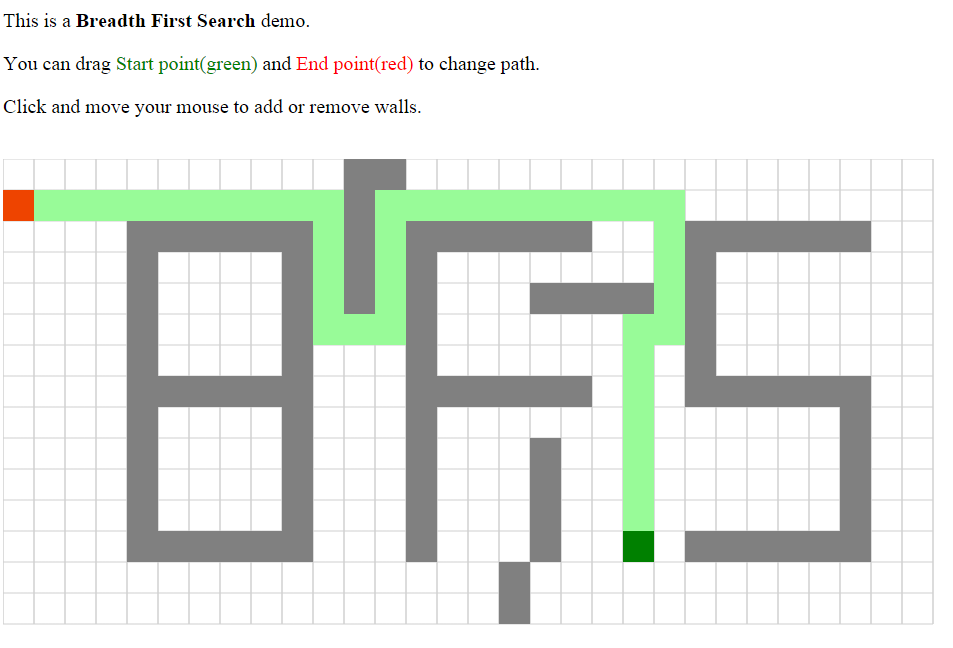 This is a Breadth First Search demo.
You can drag Start point(green) and End point(red) to change path.
Click and move your mouse to add or remove walls.
BFS